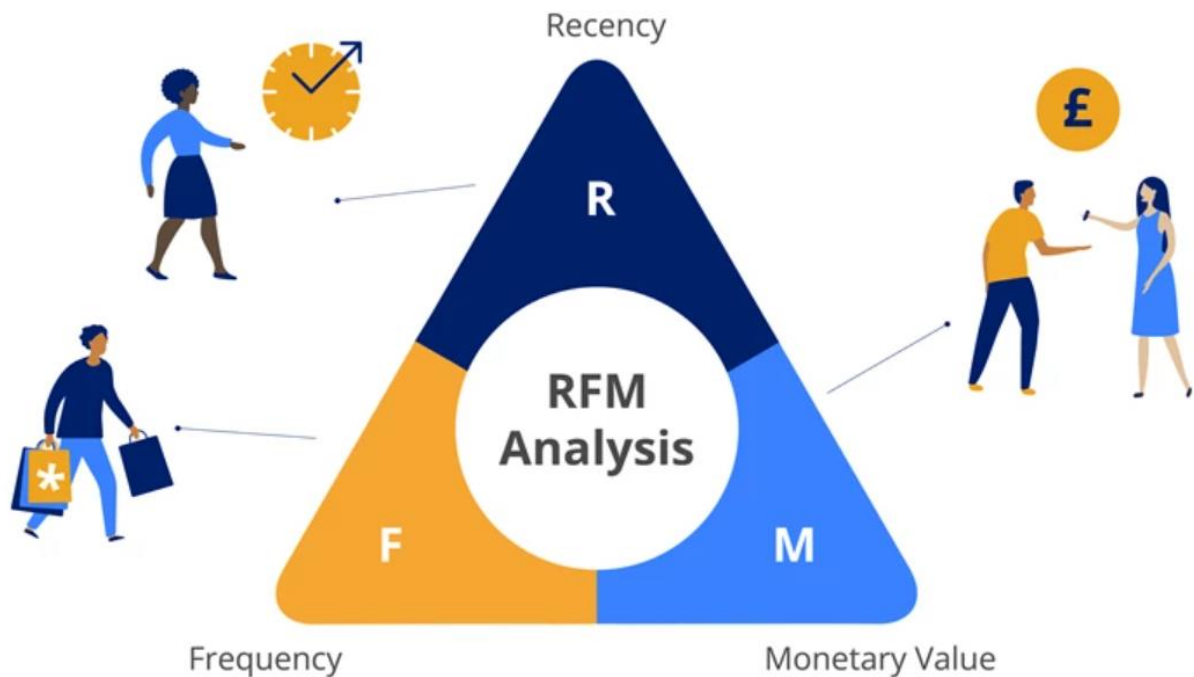 Recency
£
R
RFM
Analysis
*
F
M
Frequency
Monetary Value